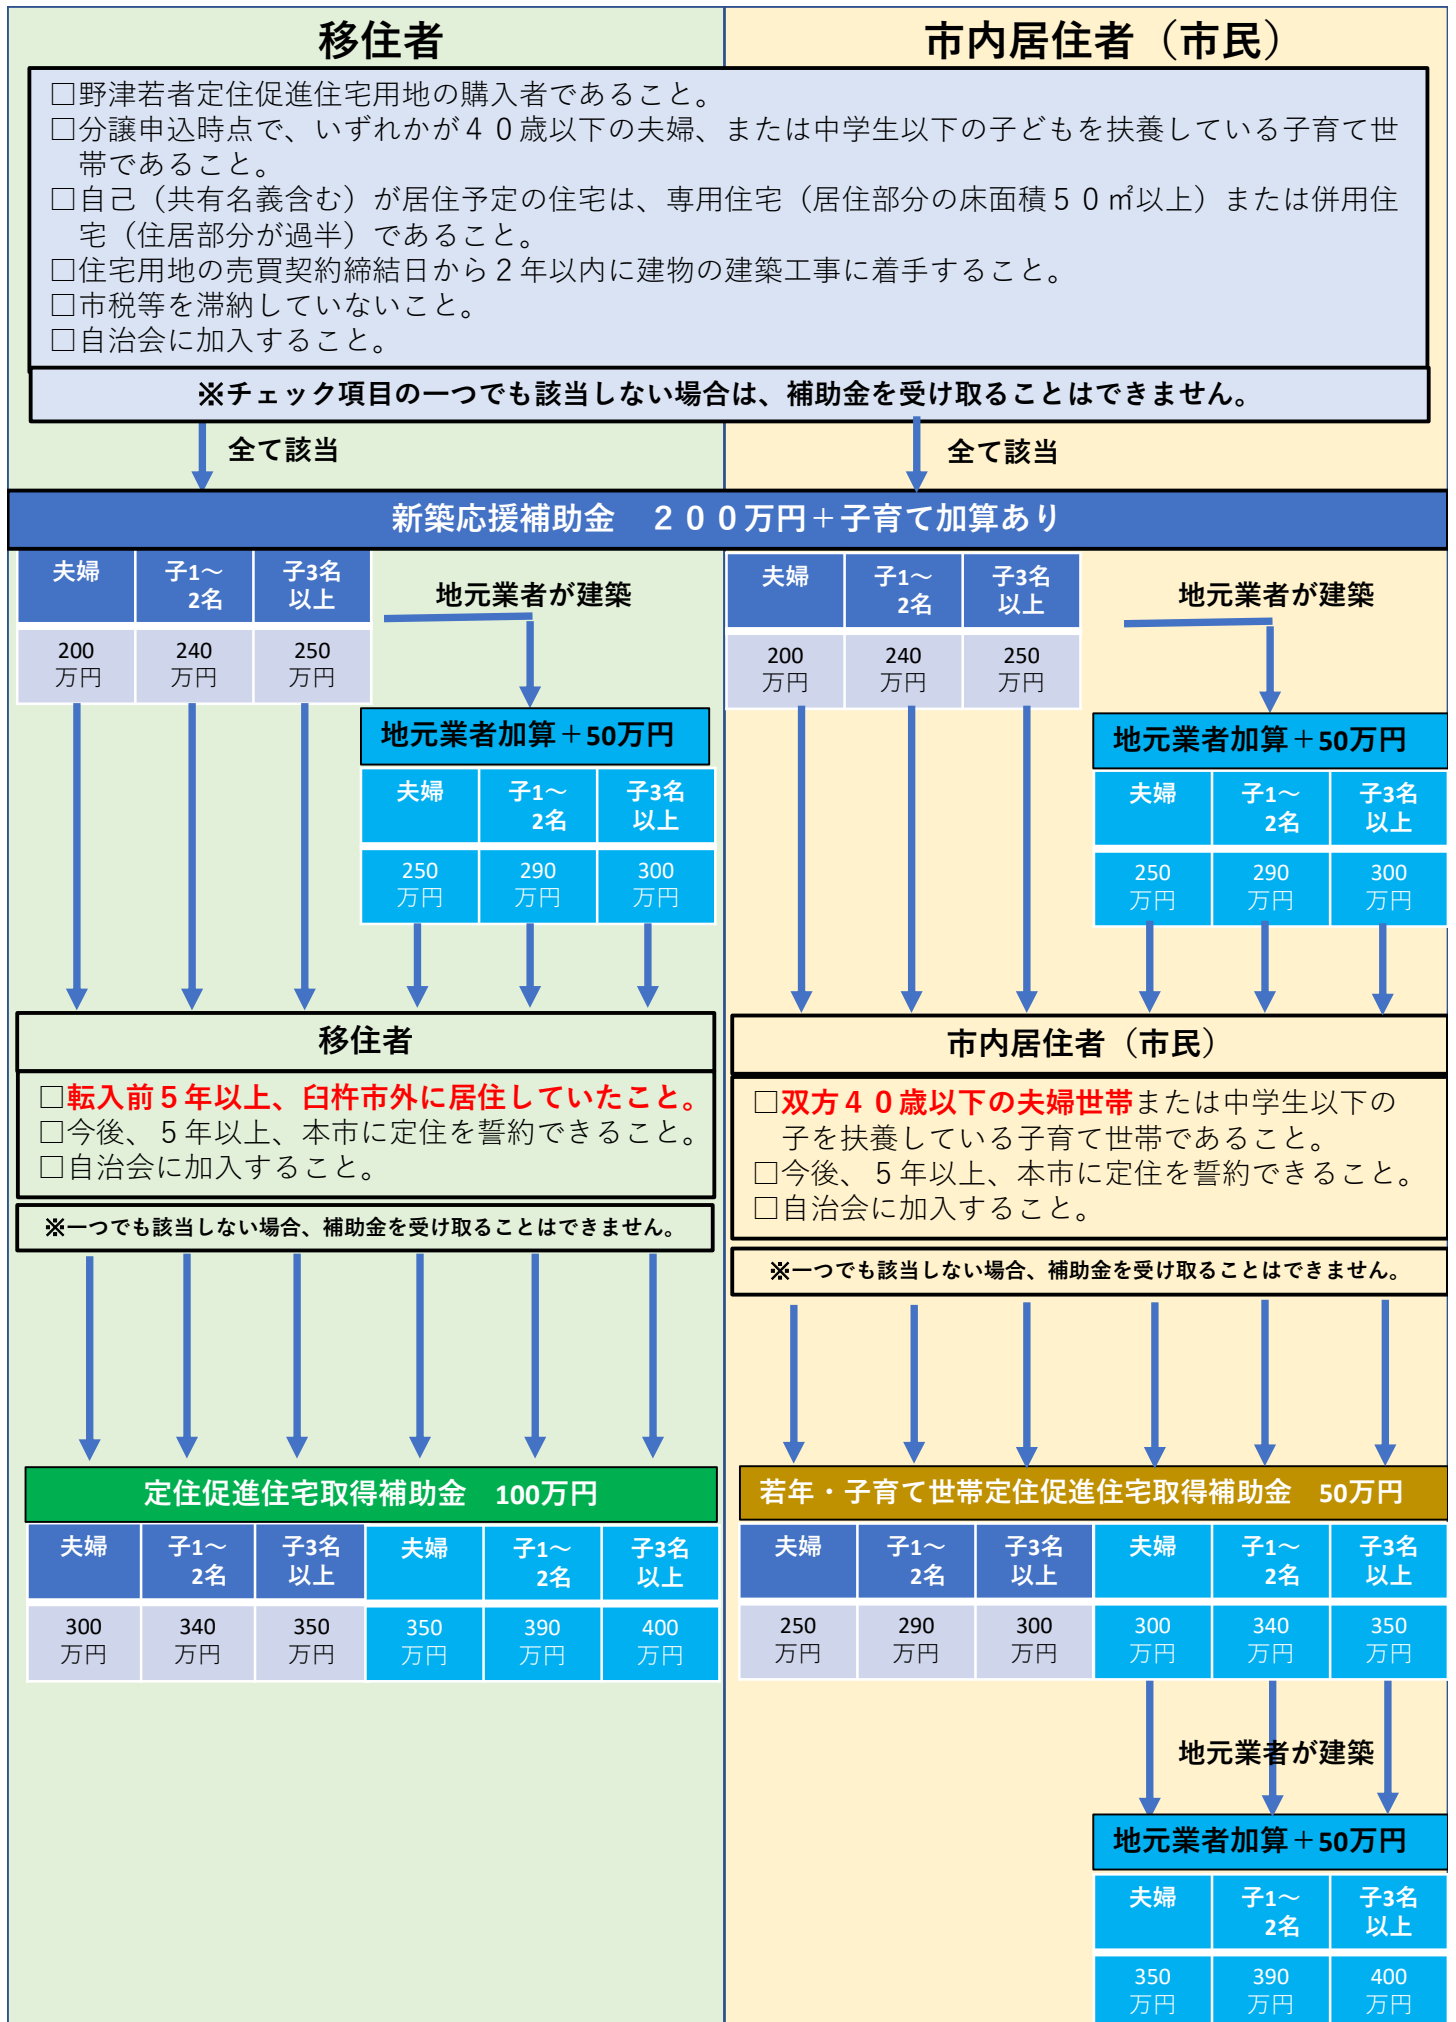 移住者
市内居住者（市民）
□野津若者定住促進住宅用地の購入者であること。
□分譲申込時点で、いずれかが４０歳以下の夫婦、または中学生以下の子どもを扶養している子育て世
帯であること。
□自己（共有名義含む）が居住予定の住宅は、専用住宅（居住部分の床面積５０㎡以上）または併用住
宅（住居部分が過半）であること。
□住宅用地の売買契約締結日から２年以内に建物の建築工事に着手すること。
□市税等を滞納していないこと。
□自治会に加入すること。
※チェック項目の一つでも該当しない場合は、補助金を受け取ることはできません。
全て該当
全て該当
新築応援補助金　２００万円＋子育て加算あり
夫婦 子1～ 子3名
2名 以上
200 240 250
万円 万円 万円
地元業者が建築
地元業者加算＋50万円
夫婦 子1～ 子3名
2名 以上
250 290 300
万円 万円 万円
夫婦 子1～ 子3名
2名 以上
200 240 250
万円 万円 万円
地元業者が建築
地元業者加算＋50万円
夫婦 子1～ 子3名
2名 以上
250 290 300
万円 万円 万円
移住者
□転入前５年以上、臼杵市外に居住していたこと。
□今後、５年以上、本市に定住を誓約できること。
□自治会に加入すること。
※一つでも該当しない場合、補助金を受け取ることはできません。
定住促進住宅取得補助金　100万円
夫婦 子1～ 子3名 夫婦 子1～ 子3名
2名 以上 2名 以上
300 340 350 350 390 400
万円 万円 万円 万円 万円 万円
市内居住者（市民）
□双方４０歳以下の夫婦世帯または中学生以下の
子を扶養している子育て世帯であること。
□今後、５年以上、本市に定住を誓約できること。
□自治会に加入すること。
※一つでも該当しない場合、補助金を受け取ることはできません。
若年・子育て世帯定住促進住宅取得補助金　50万円
夫婦 子1～ 子3名 夫婦 子1～ 子3名
2名 以上 2名 以上
250 290 300 300 340 350
万円 万円 万円 万円 万円 万円
地元業者が建築
地元業者加算＋50万円
夫婦 子1～ 子3名
2名 以上
350 390 400
万円 万円 万円